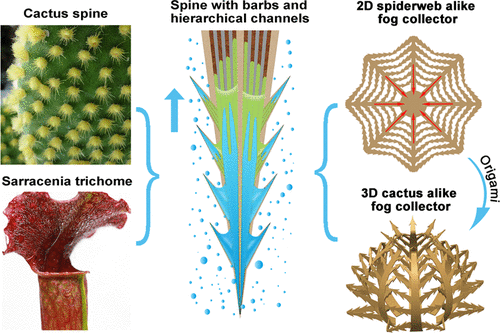 Cactus spine
Sarracenia trichome
Spine with barbs and
hierarchical channels
2D spiderweb alike
fog collector
Origami
3D cactus alike
fog collector